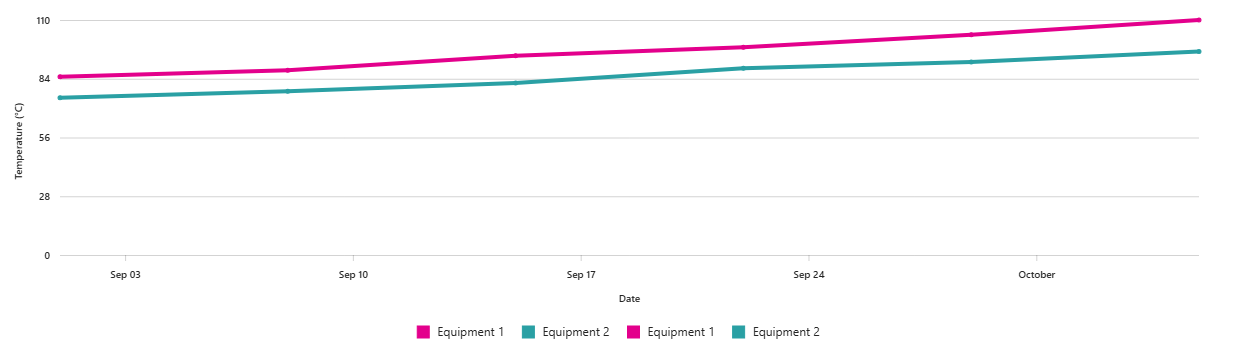 110
84
56
28
0
Temperature (°C)
Sep 03 Sep 10 Sep 17 Sep 24 October
Date
Equipment 1 Equipment 2 Equipment 1 Equipment 2